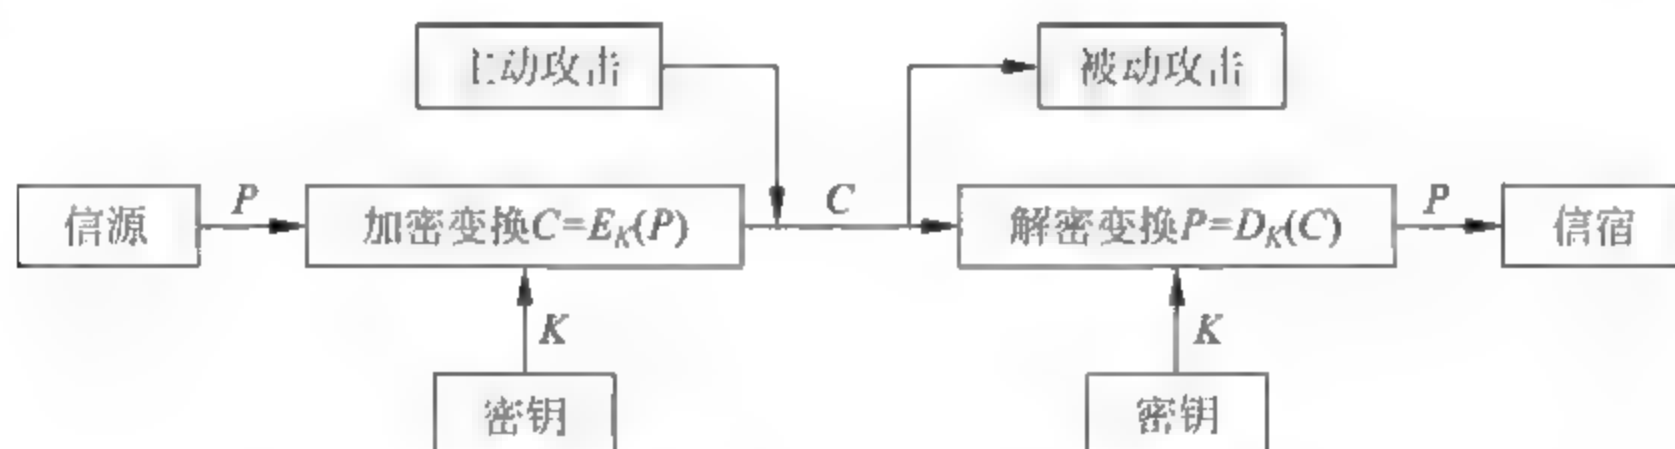 主动攻击 被动攻击
信源 P 加密变换C=E_K(P) C 解密变换P=D_K(C) P 信宿
K K
密钥 密钥